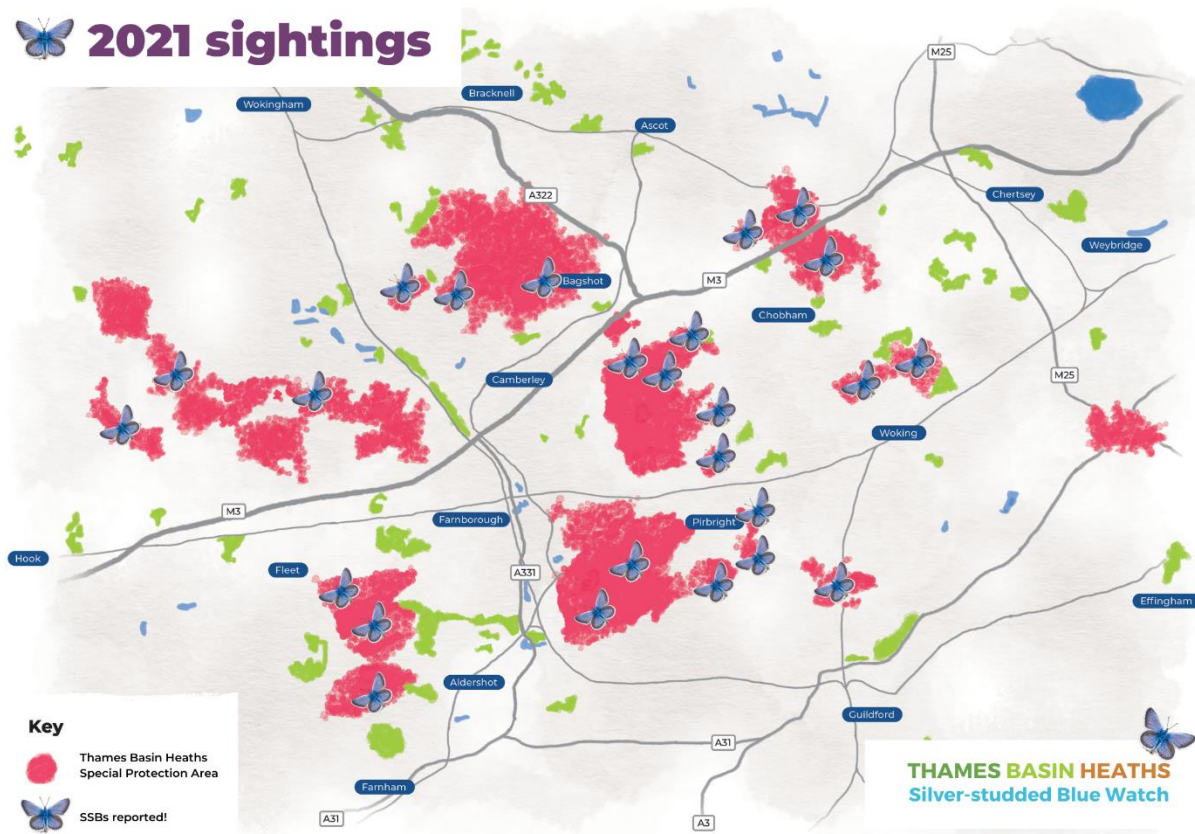 2021 sightings
M25
Wokingham
Bracknell
Ascot
A322
Chertsey
Weybridge
Bagshot
M3
Chobham
Camberley
M25
Woking
M3
Farnborough
Pirbright
Hook
Fleet
A331
Effingham
Aldershot
Guildford
A31
Farnham
A31
A3
Key
Thames Basin Heaths
Special Protection Area
SSBs reported!
THAMES BASIN HEATHS
Silver-studded Blue Watch